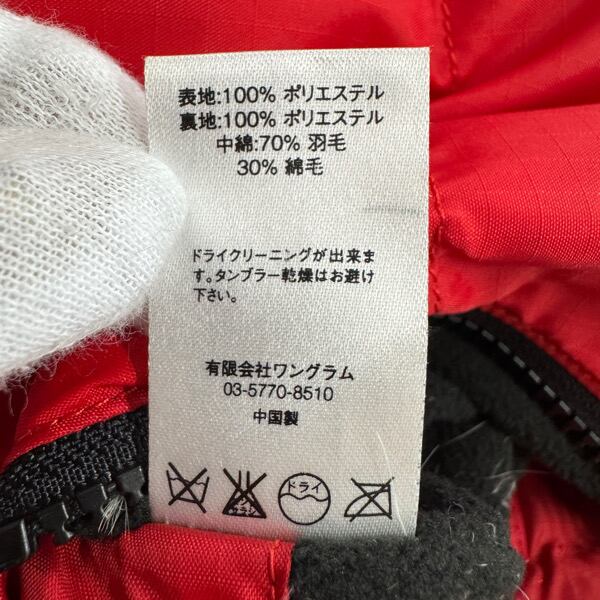 表地:100% ポリエステル
裏地:100% ポリエステル
中綿:70% 羽毛
30% 綿毛
ドライクリーニングが出来ま
す。タンブラー乾燥はお避け
下さい。
有限会社ワングラム
03-5770-8510
中国製
ドライ